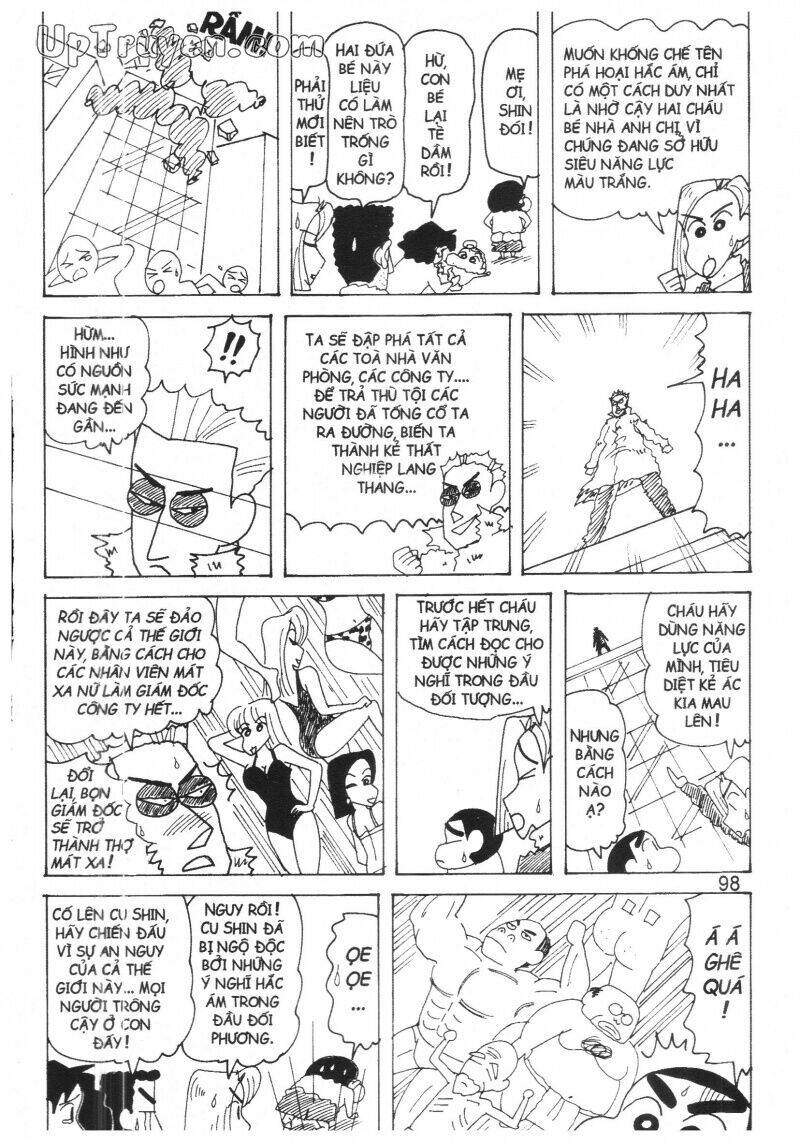 MUỐN KHỐNG CHẾ TÊN
PHÁ HOẠI HẮC ÁM, CHỈ
CÓ MỘT CÁCH DUY NHẤT
LÀ NHỜ CẬY HAI CHÁU
BÉ NHÀ ANH CHỊ, VÌ
CHÚNG ĐANG SỞ HỮU
SIÊU NĂNG LỰC
MÀU TRẮNG.
MẸ
ƠI,
SHIN
ĐÓI!
HỪ,
CON
BÉ
LẠI
TÈ
DẦM
RỒI!
HAI ĐỨA
BÉ NÀY
LIỆU
CÓ LÀM
NÊN TRÒ
TRỐNG
GÌ
KHÔNG?
PHẢI
THỬ
MỚI
BIẾT!
RẦM!
UpTruyen.com
HA
HA
...
TA SẼ ĐẬP PHÁ TẤT CẢ
CÁC TOÀ NHÀ VĂN
PHÒNG, CÁC CÔNG TY....
ĐỂ TRẢ THÙ TỘI CÁC
NGƯỜI ĐÃ TỐNG CỔ TA
RA ĐƯỜNG, BIẾN TA
THÀNH KẺ THẤT
NGHIỆP LANG
THANG...
!!
HỪM...
HÌNH NHƯ
CÓ NGUỒN
SỨC MẠNH
ĐANG ĐẾN
GẦN...
CHÁU HÃY
DÙNG NĂNG
LỰC CỦA
MÌNH, TIÊU
DIỆT KẺ ÁC
KIA MAU
LÊN!
NHƯNG
BẰNG
CÁCH
NÀO
Ạ?
TRƯỚC HẾT CHÁU
HÃY TẬP TRUNG,
TÌM CÁCH ĐỌC CHO
ĐƯỢC NHỮNG Ý
NGHĨ TRONG ĐẦU
ĐỐI TƯỢNG...
RỒI ĐÂY TA SẼ ĐẢO
NGƯỢC CẢ THẾ GIỚI
NÀY, BẰNG CÁCH CHO
CÁC NHÂN VIÊN MÁT
XA NỮ LÀM GIÁM ĐỐC
CÔNG TY HẾT...
ĐỔI
LẠI, BỌN
GIÁM ĐỐC
SẼ TRỞ
THÀNH THỢ
MÁT XA!
98
Á Á
GHÊ
QUÁ
!
ỌE
ỌE
...
NGUY RỒI!
CU SHIN ĐÃ
BỊ NGỘ ĐỘC
BỞI NHỮNG
Ý NGHĨ HẮC
ÁM TRONG
ĐẦU ĐỐI
PHƯƠNG.
CỐ LÊN CU SHIN,
HÃY CHIẾN ĐẤU
VÌ SỰ AN NGUY
CỦA CẢ THẾ
GIỚI NÀY... MỌI
NGƯỜI TRÔNG
CẬY Ở CON
ĐẤY!